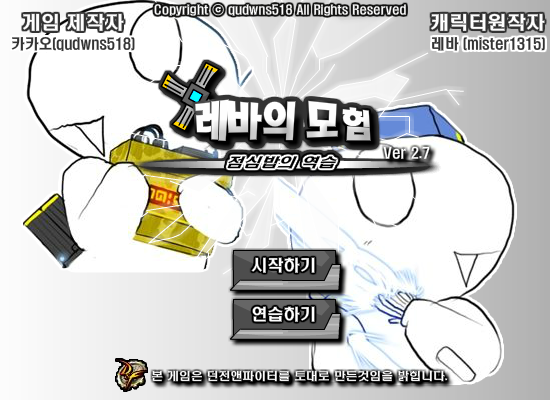 Copyright © qudwns518 All Rights Reserved
게임 제작자
카카오(qudwns518)
캐릭터원작자
레바 (mister1315)
레바의 모험
점심밥의 역습
Ver 2.7
시작하기
연습하기
본 게임은 던전앤파이터를 토대로 만든것임을 밝힙니다.